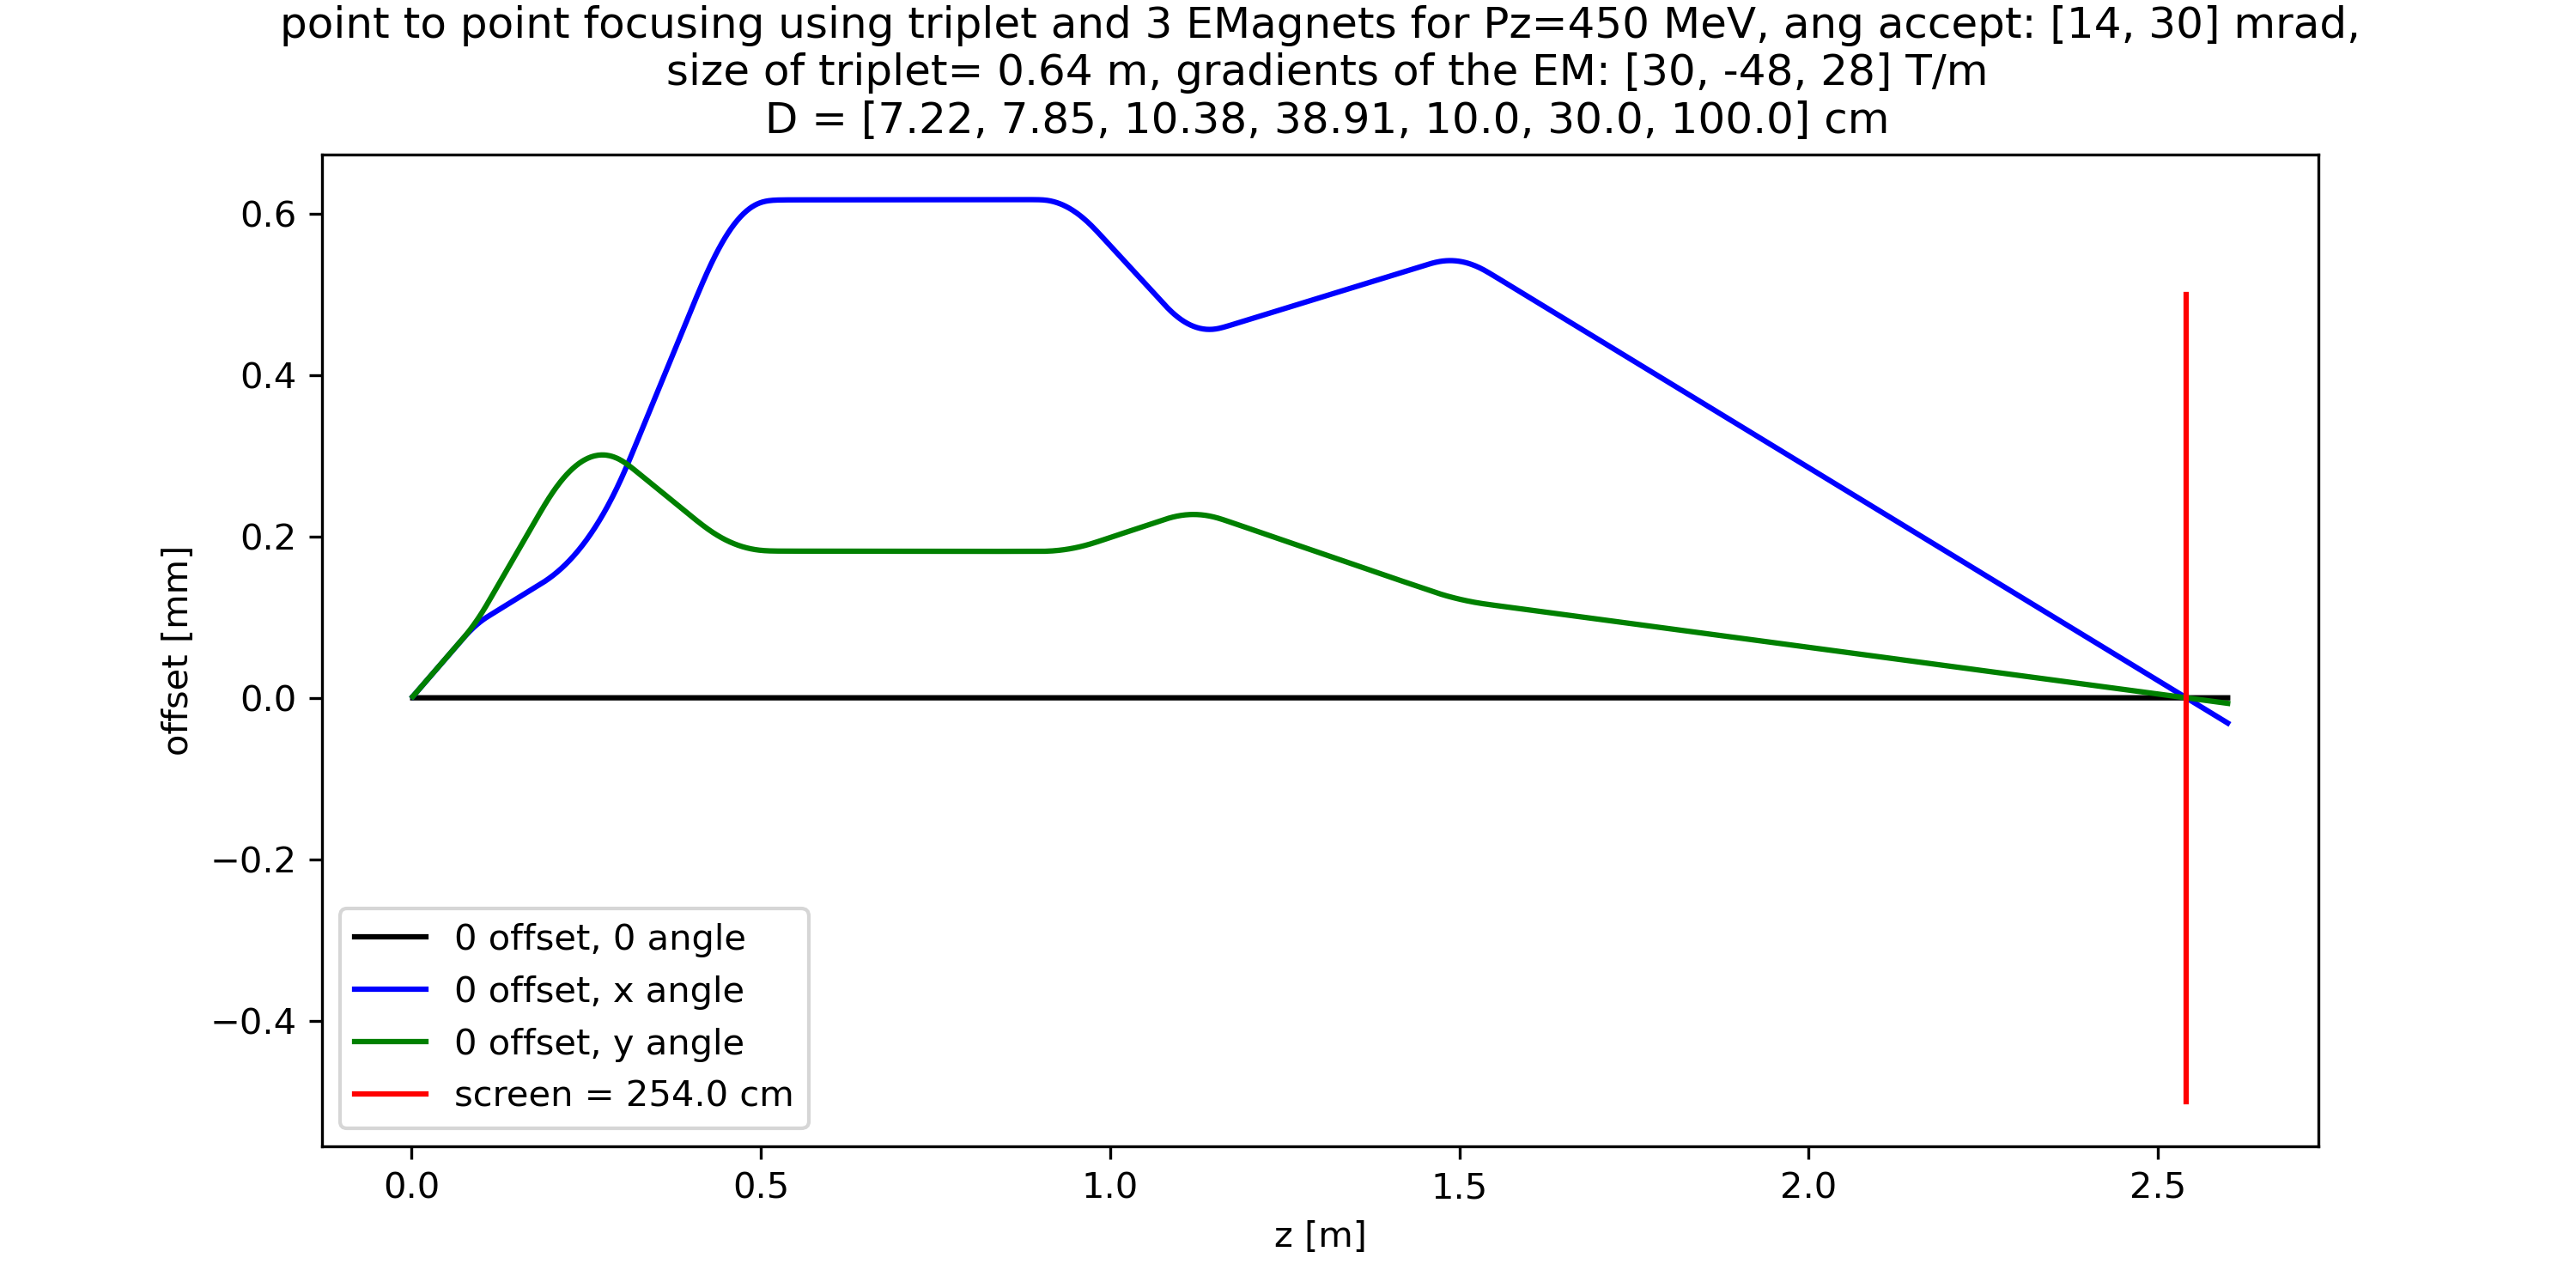 point to point focusing using triplet and 3 EMagnets for Pz=450 MeV, ang accept: [14, 30] mrad,
size of triplet= 0.64 m, gradients of the EM: [30, -48, 28] T/m
D = [7.22, 7.85, 10.38, 38.91, 10.0, 30.0, 100.0] cm
0.6
0.4
0.2
0.0
−0.2
−0.4
offset [mm]
0 offset, 0 angle
0 offset, x angle
0 offset, y angle
screen = 254.0 cm
0.0 0.5 1.0 1.5 2.0 2.5
z [m]